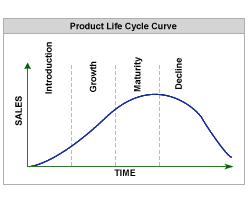 Product Life Cycle Curve
Introduction
Growth
Maturity
Decline
SALES
TIME